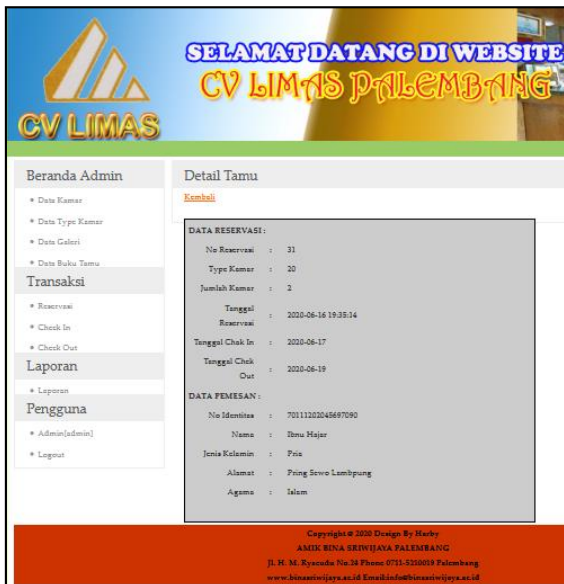 SELAMAT DATANG DI WEBSITE
CV LIMAS PALEMBANG
CV LIMAS
Beranda Admin
Data Kamar
Data Type Kamar
Data Galeri
Data Buku Tamu
Transaksi
Reservasi
Check In
Check Out
Laporan
Laporan
Pengguna
Admin[admin]
Logout
Detail Tamu
Kembali
DATA RESERVASI :
No Reservasi : 31
Type Kamar : 20
Jumlah Kamar : 2
Tanggal
Reservasi : 2020-06-16 19:35:14
Tanggal Chek In : 2020-06-17
Tanggal Chek
Out : 2020-06-19
DATA PEMESAN :
No Identitas : 70111202045697090
Nama : Ibnu Hajar
Jenis Kelamin : Pria
Alamat : Pring Sewo Lambpung
Agama : Islam
Copyright @ 2020 Design By Harby
AMIK BINA SRIWIJAYA PALEMBANG
Jl. H. M. Ryacudu No.24 Phone 0711-5210019 Palembang
www.binasriwijaya.ac.id Email:info@binasriwijaya.ac.id